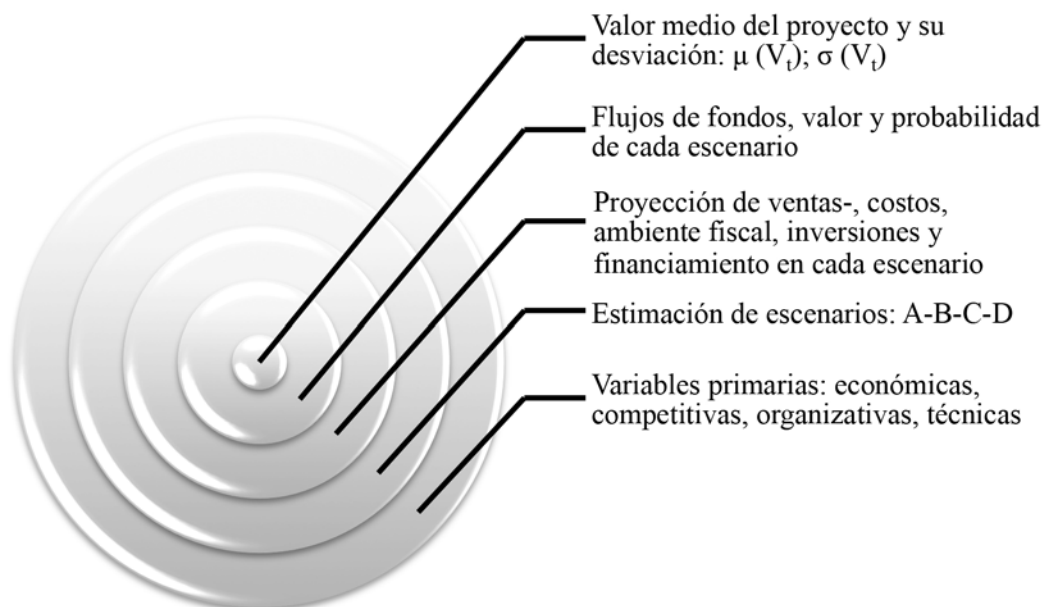 Valor medio del proyecto y su
desviación: μ (Vₜ); σ (Vₜ)
Flujos de fondos, valor y probabilidad
de cada escenario
Proyección de ventas-, costos,
ambiente fiscal, inversiones y
financiamiento en cada escenario
Estimación de escenarios: A-B-C-D
Variables primarias: económicas,
competitivas, organizativas, técnicas